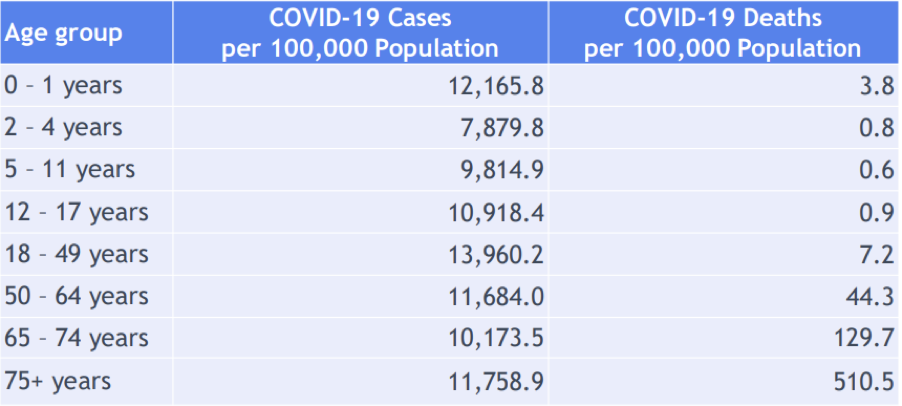 Age group COVID-19 Cases per 100,000 Population COVID-19 Deaths per 100,000 Population
0 – 1 years 12,165.8 3.8
2 – 4 years 7,879.8 0.8
5 – 11 years 9,814.9 0.6
12 – 17 years 10,918.4 0.9
18 – 49 years 13,960.2 7.2
50 – 64 years 11,684.0 44.3
65 – 74 years 10,173.5 129.7
75+ years 11,758.9 510.5